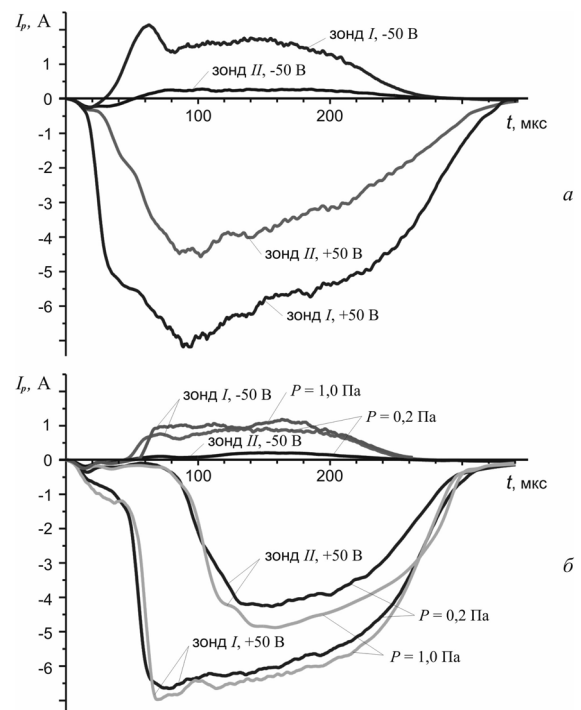 Iₚ, А
зонд I, -50 В
1
зонд II, -50 В
0
100
200
t, мкс
-1
-2
-3
-4
-5
-6
зонд II, +50 В
зонд I, +50 В
а
Iₚ, А
зонд I, -50 В
P = 1,0 Па
P = 0,2 Па
1
зонд II, -50 В
0
100
200
t, мкс
-1
-2
-3
-4
-5
-6
зонд II, +50 В
P = 0,2 Па
зонд I, +50 В
P = 1,0 Па
б